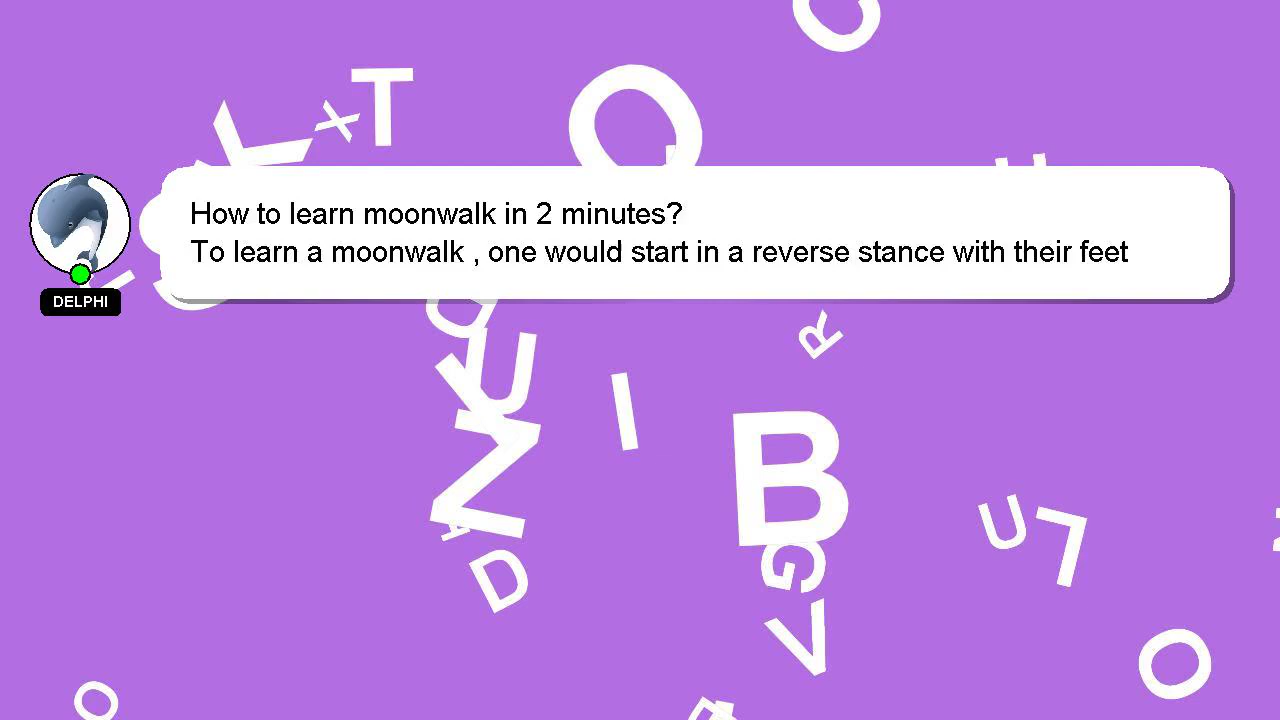 How to learn moonwalk in 2 minutes?
To learn a moonwalk , one would start in a reverse stance with their feet
DELPHI